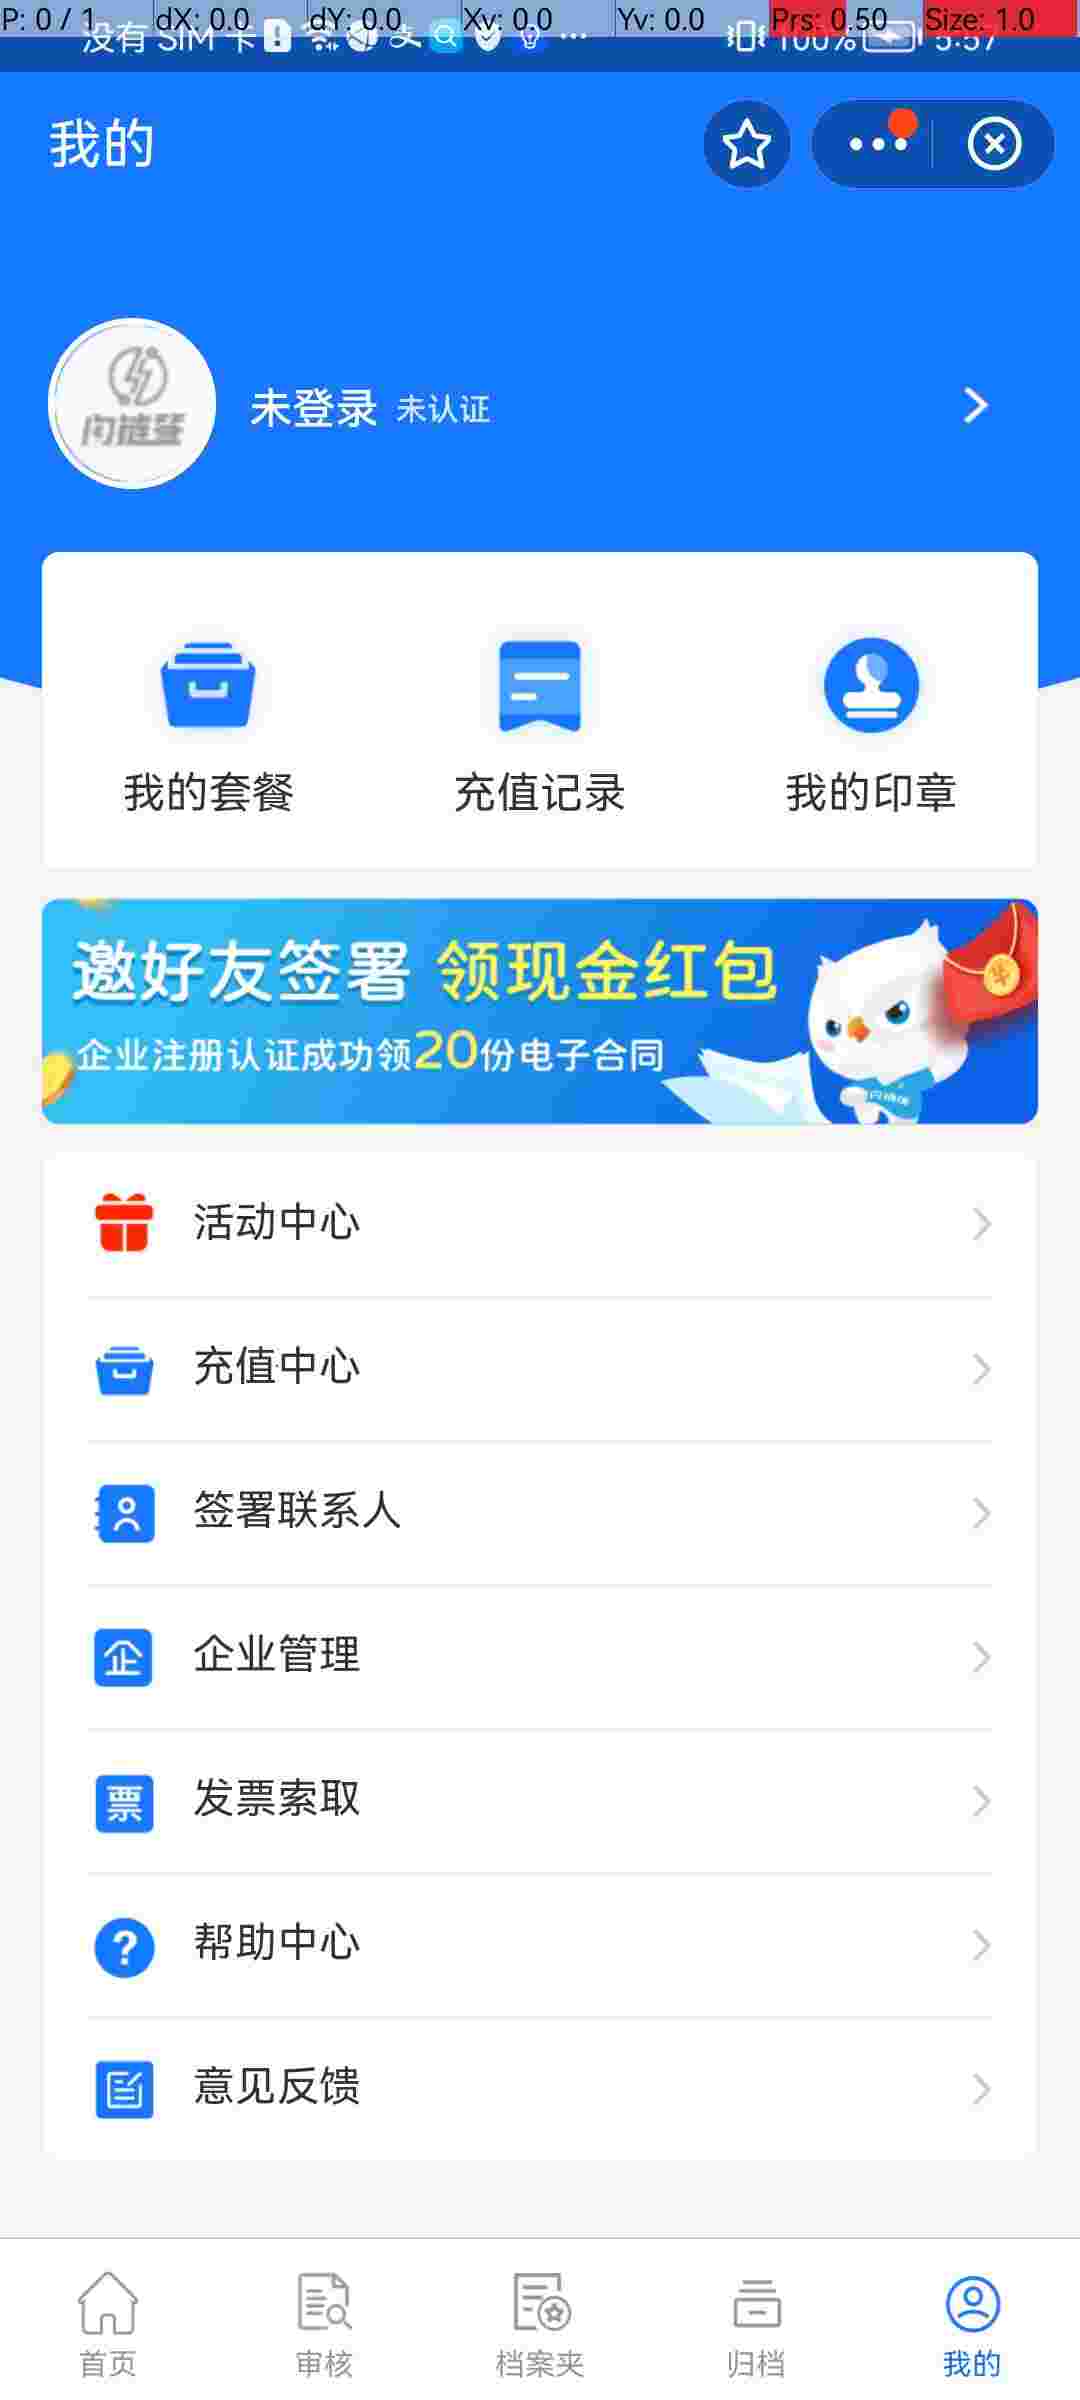 P: 0 / 1 dX: 0.0 dY: 0.0 Xv: 0.0 Yv: 0.0 Prs: 0.50 Size: 1.0
没有 SIM 卡 100% 5:57
我的
未登录 未认证
我的套餐 充值记录 我的印章
邀好友签署 领现金红包
企业注册认证成功领20份电子合同
活动中心
充值中心
签署联系人
企业管理
发票索取
帮助中心
意见反馈
首页 审核 档案夹 归档 我的